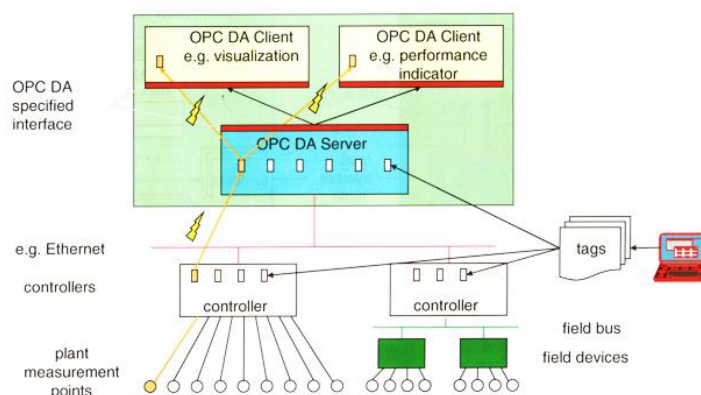 OPC DA Client
e.g. visualization
OPC DA Client
e.g. performance
indicator
OPC DA
specified
interface
OPC DA Server
e.g. Ethernet
tags
controllers
controller
controller
field bus
field devices
plant
measurement
points